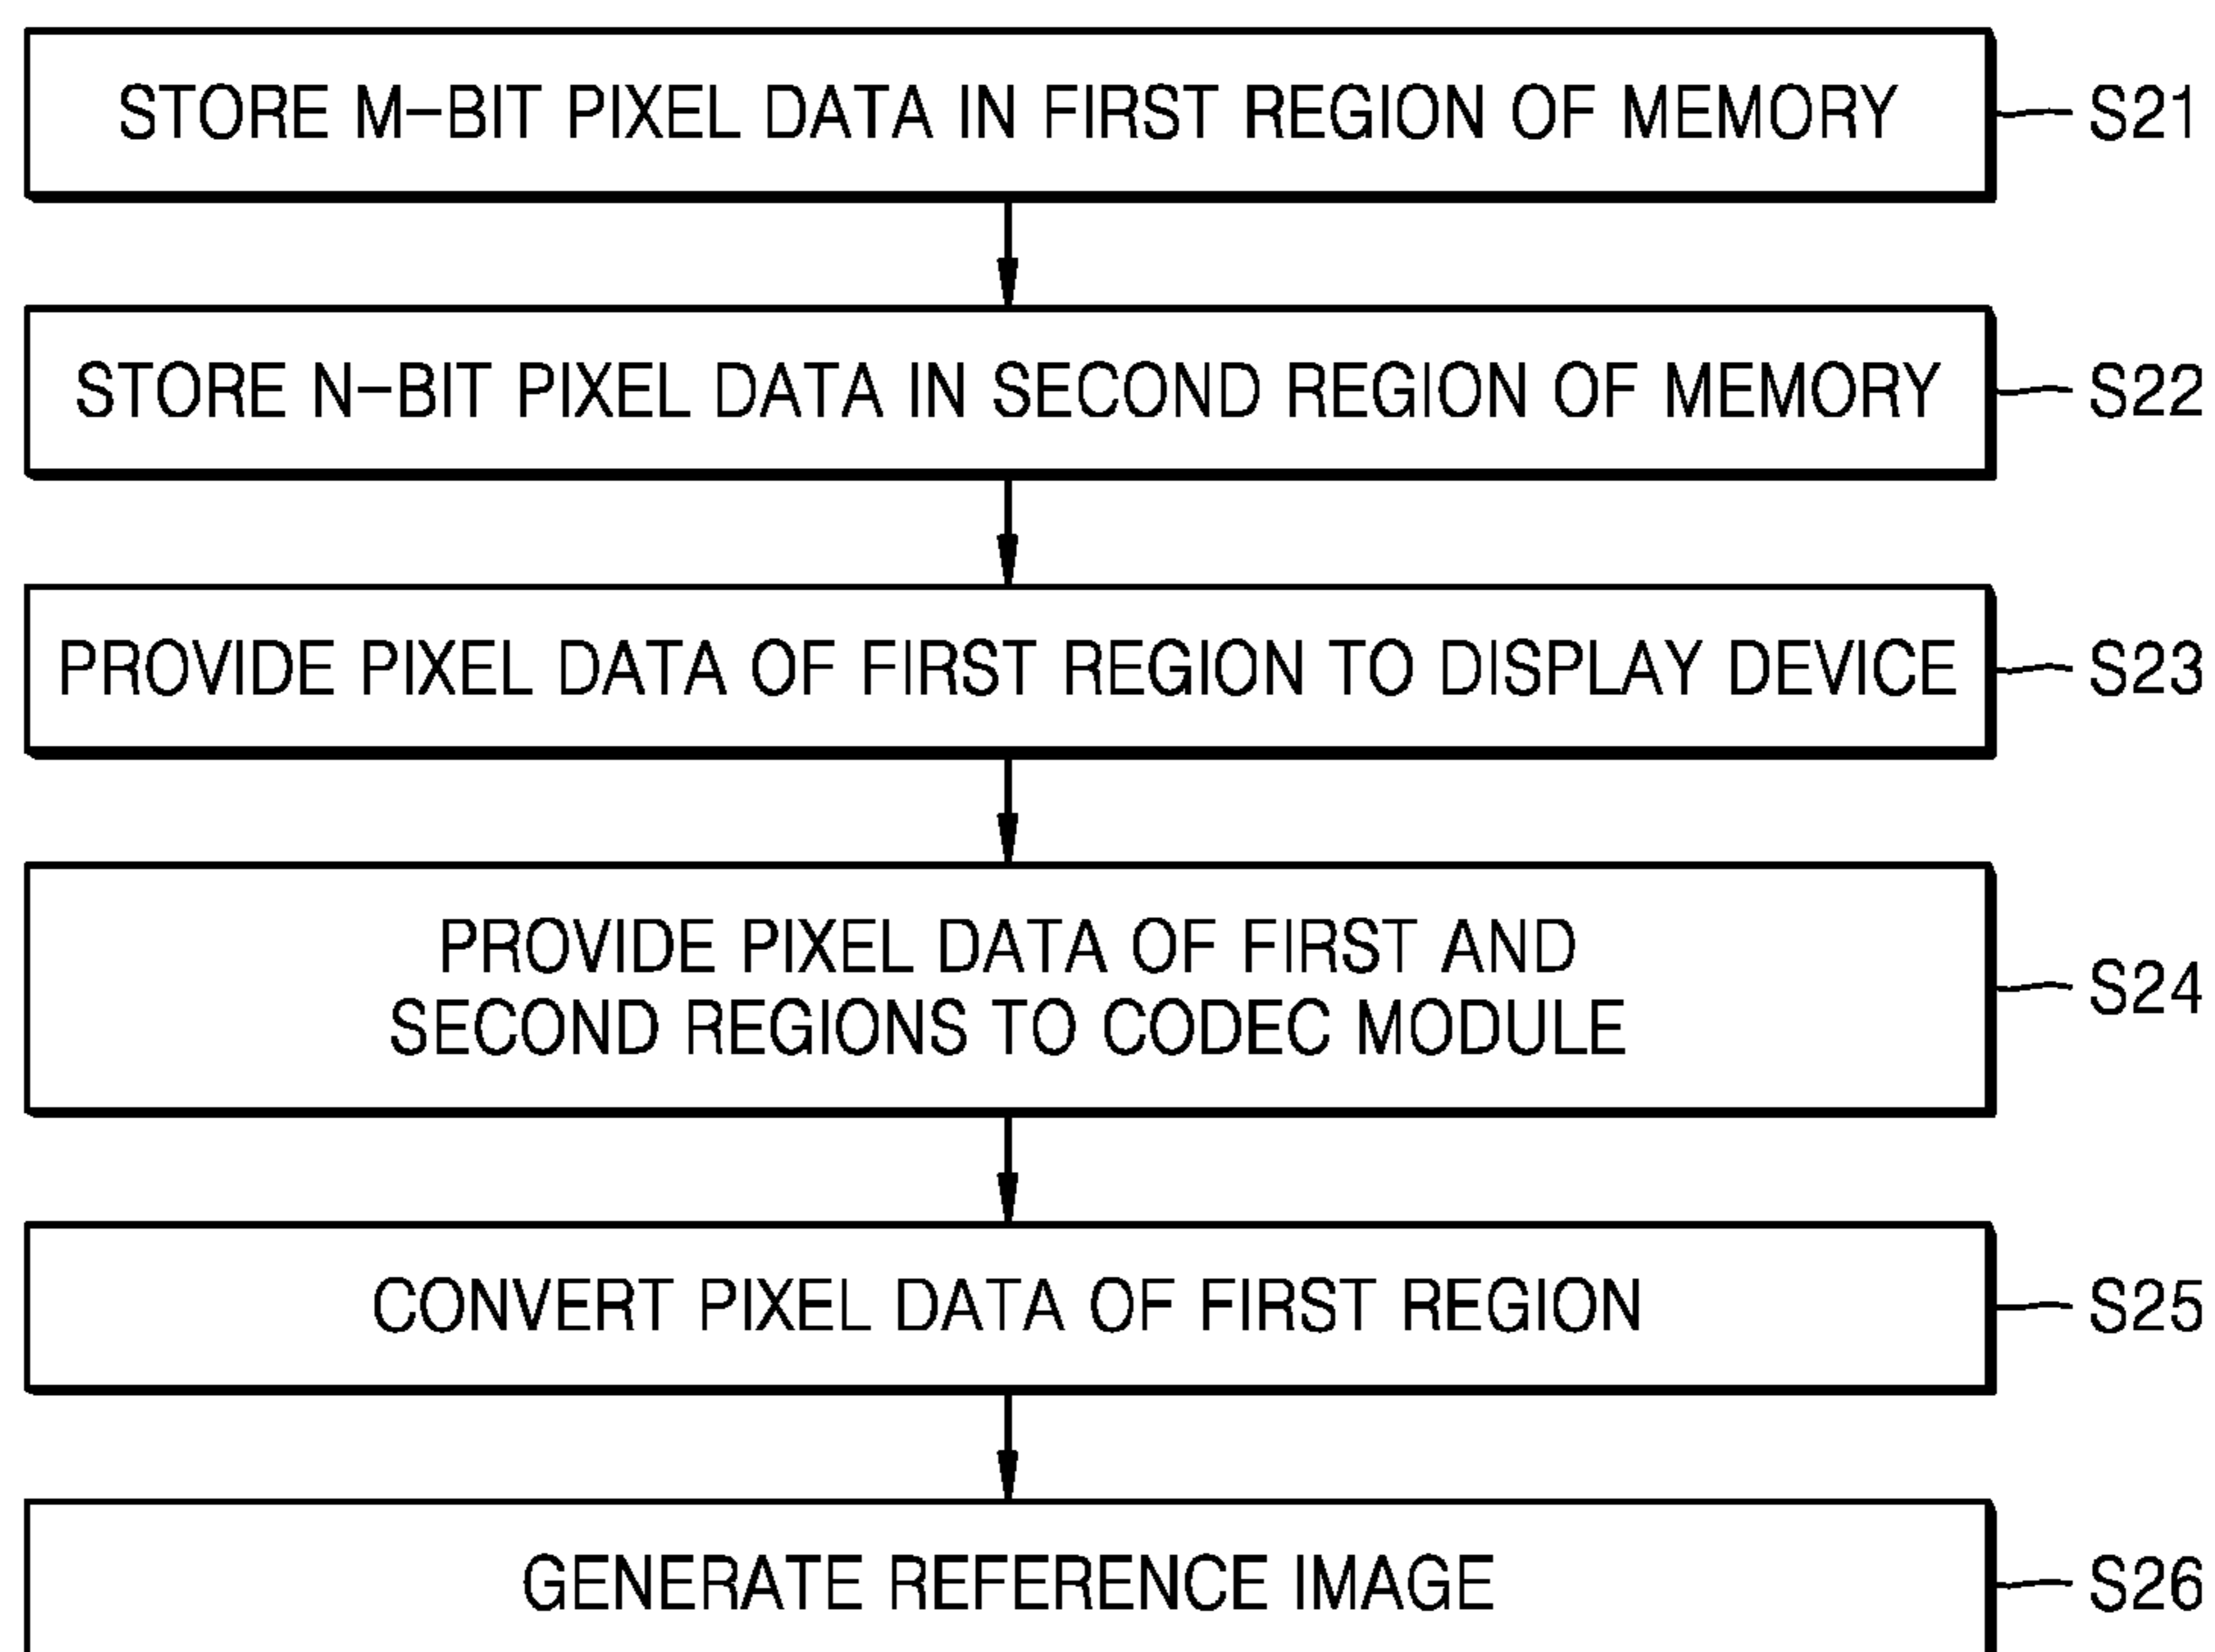 STORE M-BIT PIXEL DATA IN FIRST REGION OF MEMORY S21
STORE N-BIT PIXEL DATA IN SECOND REGION OF MEMORY S22
PROVIDE PIXEL DATA OF FIRST REGION TO DISPLAY DEVICE S23
PROVIDE PIXEL DATA OF FIRST AND
SECOND REGIONS TO CODEC MODULE
S24
CONVERT PIXEL DATA OF FIRST REGION S25
GENERATE REFERENCE IMAGE S26